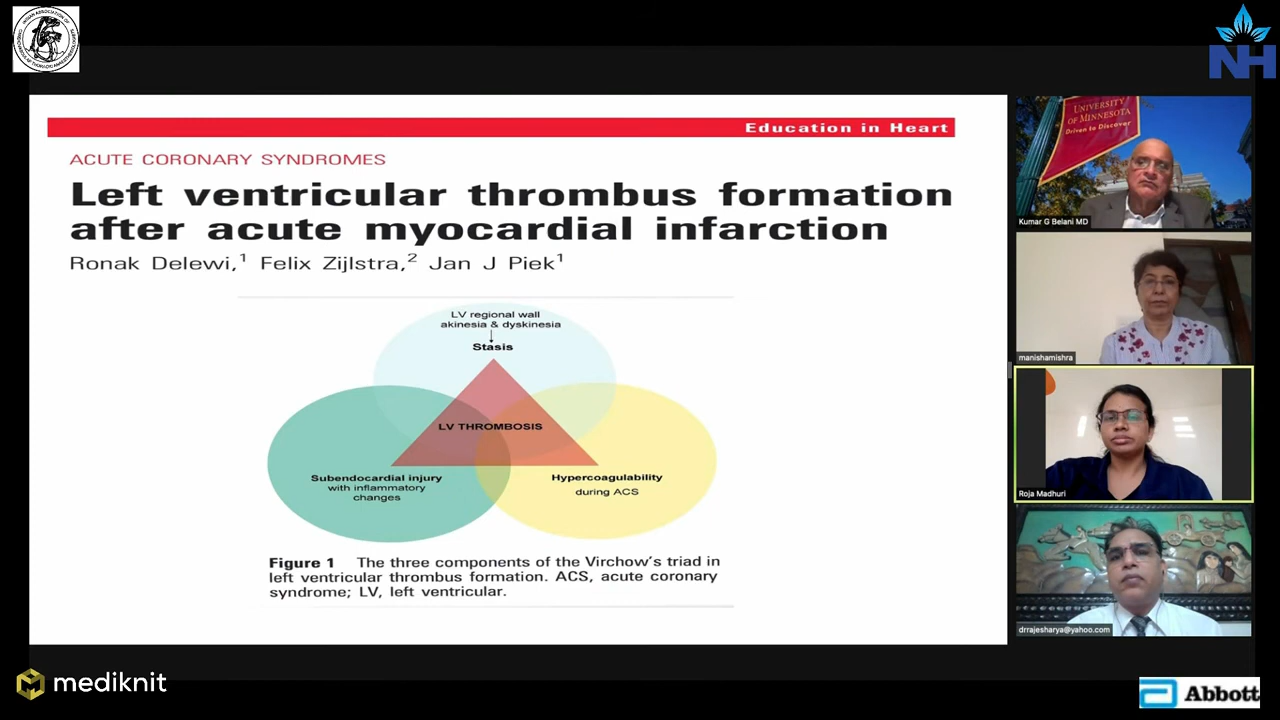 NH
Education in Heart
ACUTE CORONARY SYNDROMES
Left ventricular thrombus formation
after acute myocardial infarction
Ronak Delewi,1 Felix Zijlstra,2 Jan J Piek1
LV regional wall
akinesia & dyskinesia
Stasis
LV THROMBOSIS
Subendocardial injury
with inflammatory
changes
Hypercoagulability
during ACS
Figure 1 The three components of the Virchow's triad in
left ventricular thrombus formation. ACS, acute coronary
syndrome; LV, left ventricular.
UNIVERSITY
OF MINNESOTA
Driven to Discover
Kumar G Belani MD
manishamishra
Roja Madhuri
drrajesharya@yahoo.com
mediknit
Abbott